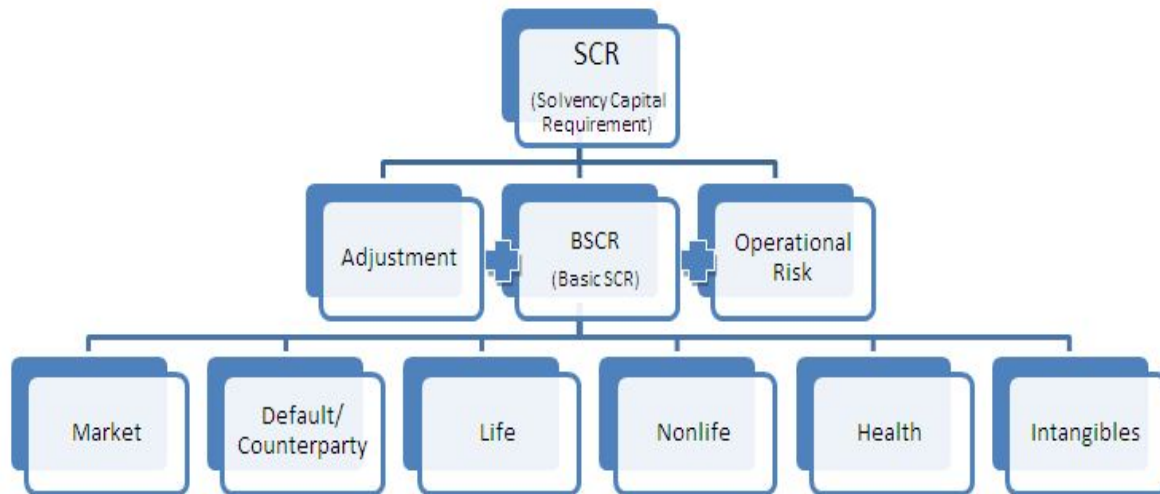 SCR
(Solvency Capital
Requirement)
Adjustment
BSCR
(Basic SCR)
Operational
Risk
Market
Default/
Counterparty
Life
Nonlife
Health
Intangibles